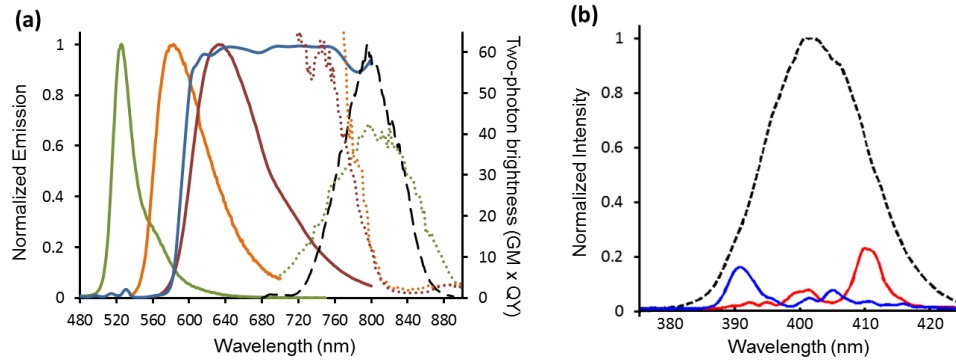 (a)
1
0.8
0.6
0.4
0.2
0
Normalized Emission
480 520 560 600 640 680 720 760 800 840 880
Wavelength (nm)
60
50
40
30
20
10
0
Two-photon brightness (GM x QY)
(b)
1
0.8
0.6
0.4
0.2
0
Normalized Intensity
380 390 400 410 420
Wavelength (nm)